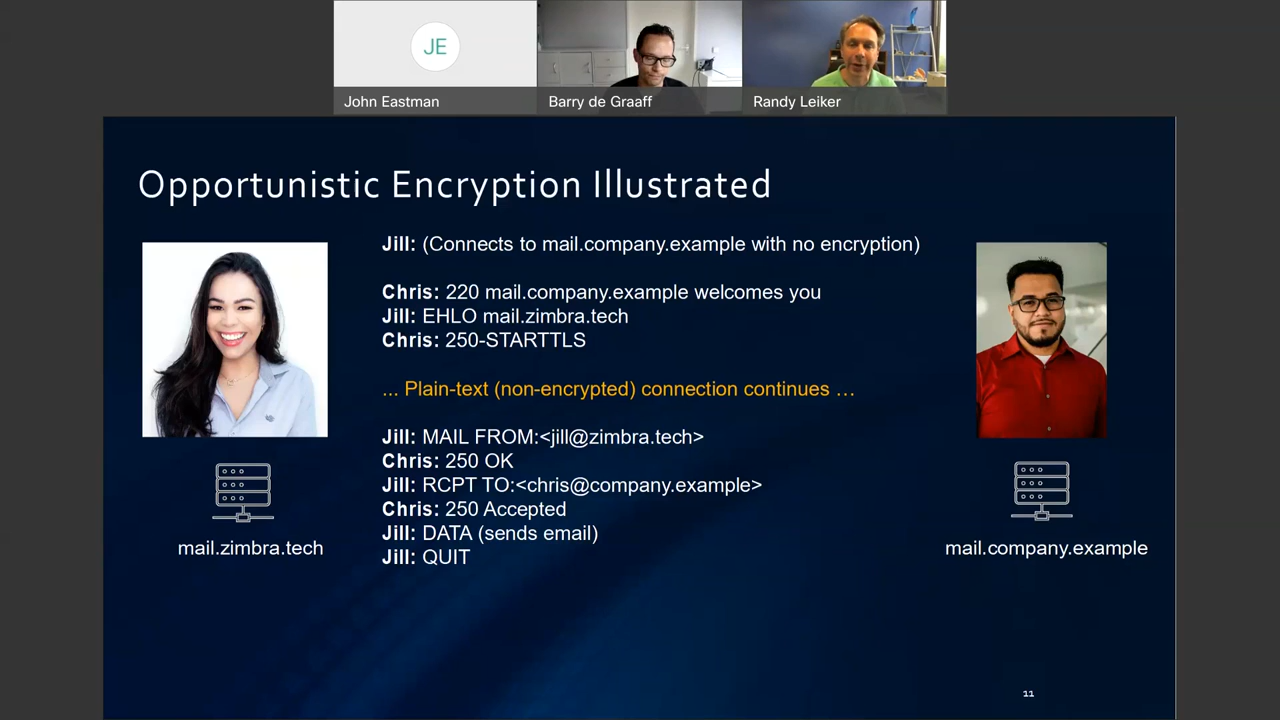 JE
John Eastman
Barry de Graaff
Randy Leiker
Opportunistic Encryption Illustrated
Jill: (Connects to mail.company.example with no encryption)
Chris: 220 mail.company.example welcomes you
Jill: EHLO mail.zimbra.tech
Chris: 250-STARTTLS
... Plain-text (non-encrypted) connection continues …
Jill: MAIL FROM:<jill@zimbra.tech>
Chris: 250 OK
Jill: RCPT TO:<chris@company.example>
Chris: 250 Accepted
Jill: DATA (sends email)
Jill: QUIT
mail.zimbra.tech
mail.company.example
11